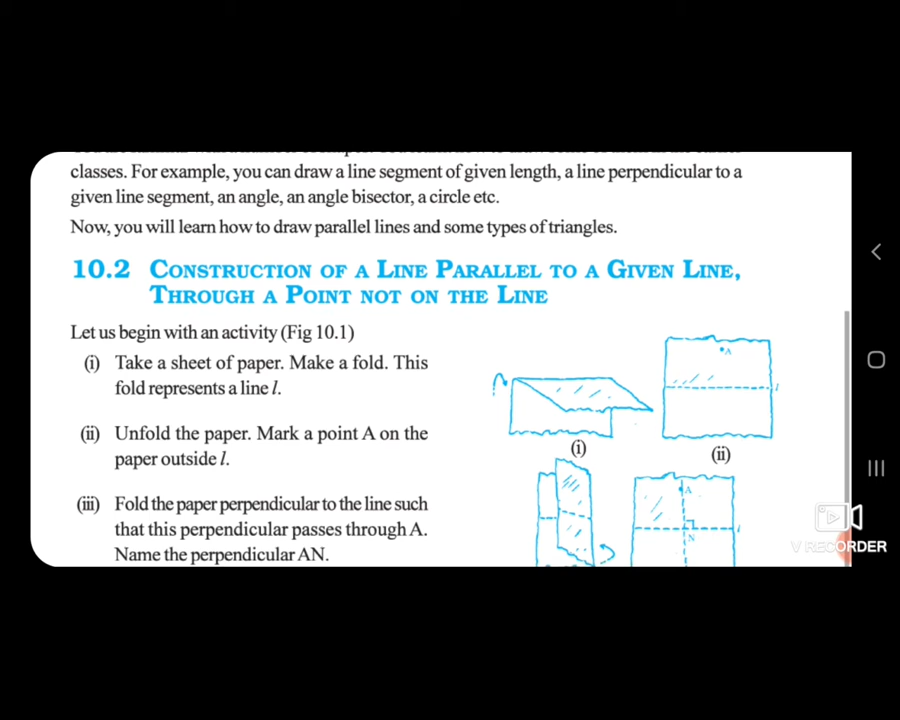 classes. For example, you can draw a line segment of given length, a line perpendicular to a
given line segment, an angle, an angle bisector, a circle etc.
Now, you will learn how to draw parallel lines and some types of triangles.
10.2 CONSTRUCTION OF A LINE PARALLEL TO A GIVEN LINE,
THROUGH A POINT NOT ON THE LINE
Let us begin with an activity (Fig 10.1)
(i) Take a sheet of paper. Make a fold. This
fold represents a line l.
(ii) Unfold the paper. Mark a point A on the
paper outside l.
(iii) Fold the paper perpendicular to the line such
that this perpendicular passes through A.
Name the perpendicular AN.
A
l
(i)
(ii)
A
l
N
V RECORDER